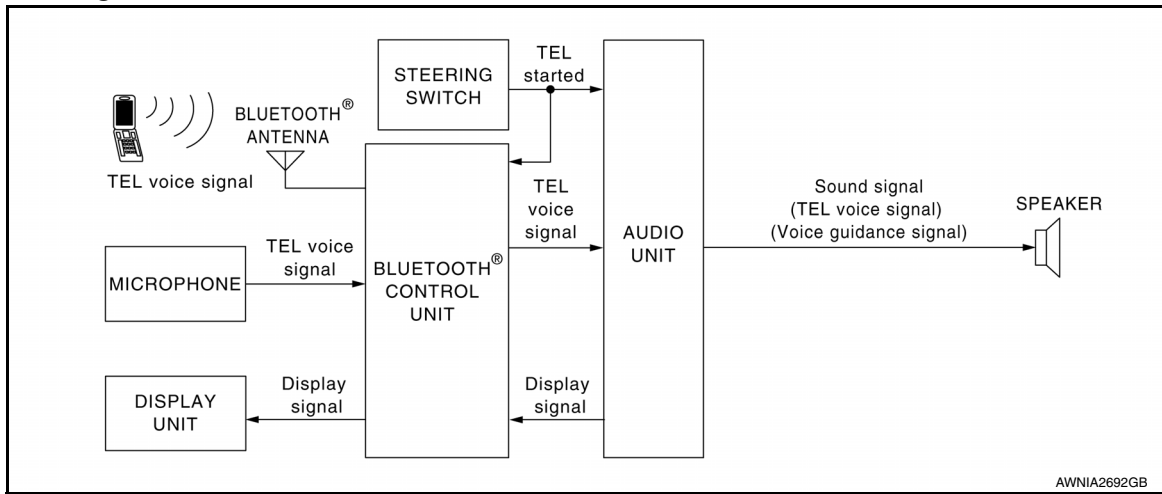 STEERING
SWITCH
TEL
started
BLUETOOTH®
ANTENNA
TEL voice signal
MICROPHONE
TEL voice
signal
BLUETOOTH®
CONTROL
UNIT
TEL
voice
signal
AUDIO
UNIT
Sound signal
(TEL voice signal)
(Voice guidance signal)
SPEAKER
DISPLAY
UNIT
Display
signal
Display
signal
AWNIA2692GB